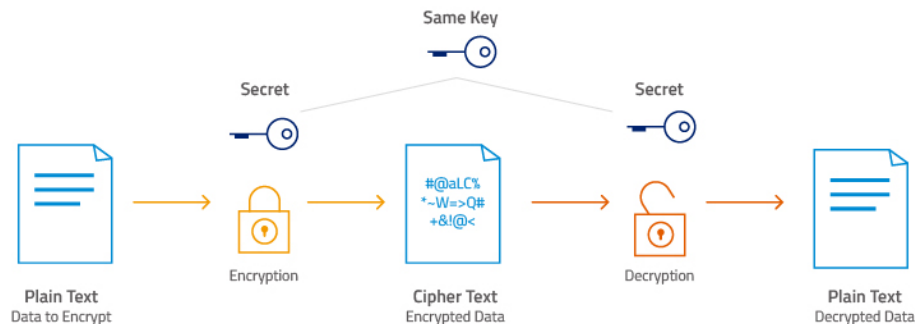 Same Key
Secret
Secret
#@aLC%
*~W=>Q#
+&!@<
Encryption
Decryption
Plain Text
Data to Encrypt
Cipher Text
Encrypted Data
Plain Text
Decrypted Data